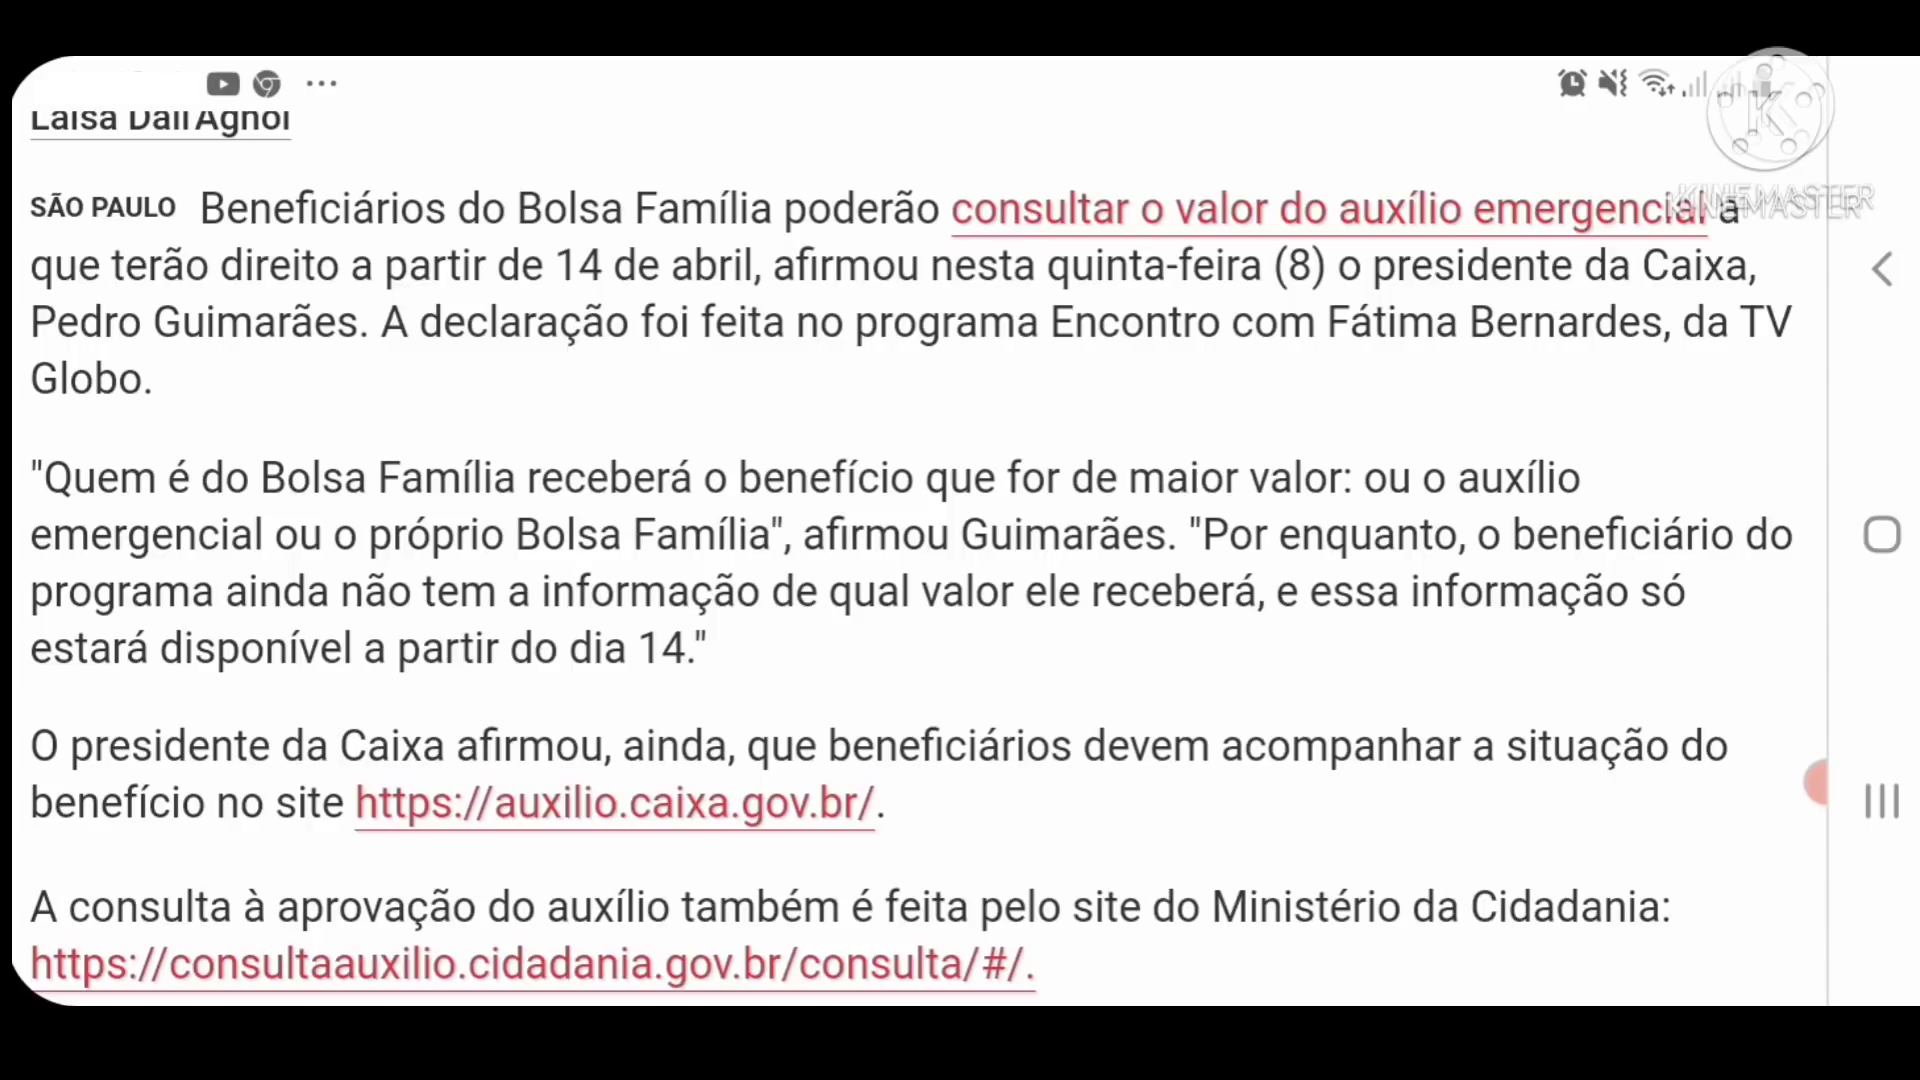 Laísa Dall'Agnol
KINEMASTER
SÃO PAULO Beneficiários do Bolsa Família poderão consultar o valor do auxílio emergencial a
que terão direito a partir de 14 de abril, afirmou nesta quinta-feira (8) o presidente da Caixa,
Pedro Guimarães. A declaração foi feita no programa Encontro com Fátima Bernardes, da TV
Globo.
"Quem é do Bolsa Família receberá o benefício que for de maior valor: ou o auxílio
emergencial ou o próprio Bolsa Família", afirmou Guimarães. "Por enquanto, o beneficiário do
programa ainda não tem a informação de qual valor ele receberá, e essa informação só
estará disponível a partir do dia 14."
O presidente da Caixa afirmou, ainda, que beneficiários devem acompanhar a situação do
benefício no site https://auxilio.caixa.gov.br/.
A consulta à aprovação do auxílio também é feita pelo site do Ministério da Cidadania:
https://consultaauxilio.cidadania.gov.br/consulta/#/.